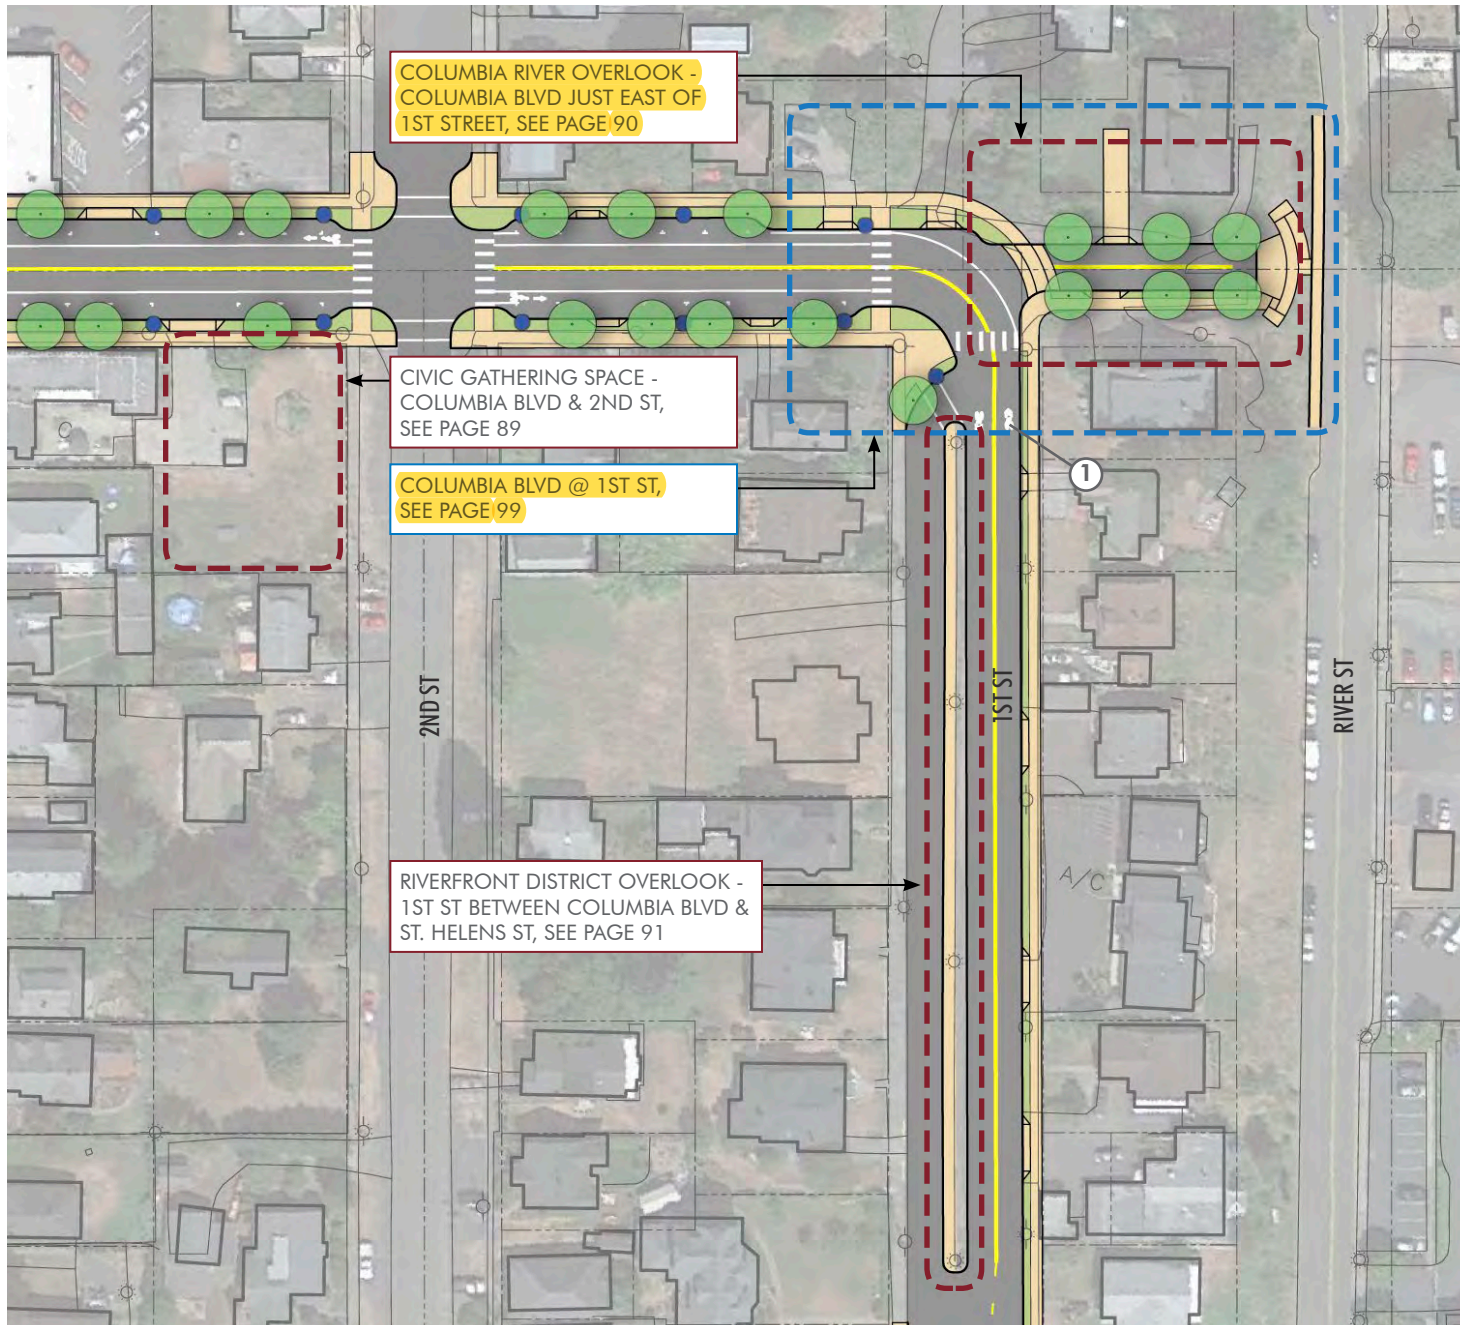 COLUMBIA RIVER OVERLOOK -
COLUMBIA BLVD JUST EAST OF
1ST STREET, SEE PAGE 90
CIVIC GATHERING SPACE -
COLUMBIA BLVD & 2ND ST,
SEE PAGE 89
COLUMBIA BLVD @ 1ST ST,
SEE PAGE 99
1
2ND ST
1ST ST
RIVER ST
RIVERFRONT DISTRICT OVERLOOK -
1ST ST BETWEEN COLUMBIA BLVD &
ST. HELENS ST, SEE PAGE 91
A/C